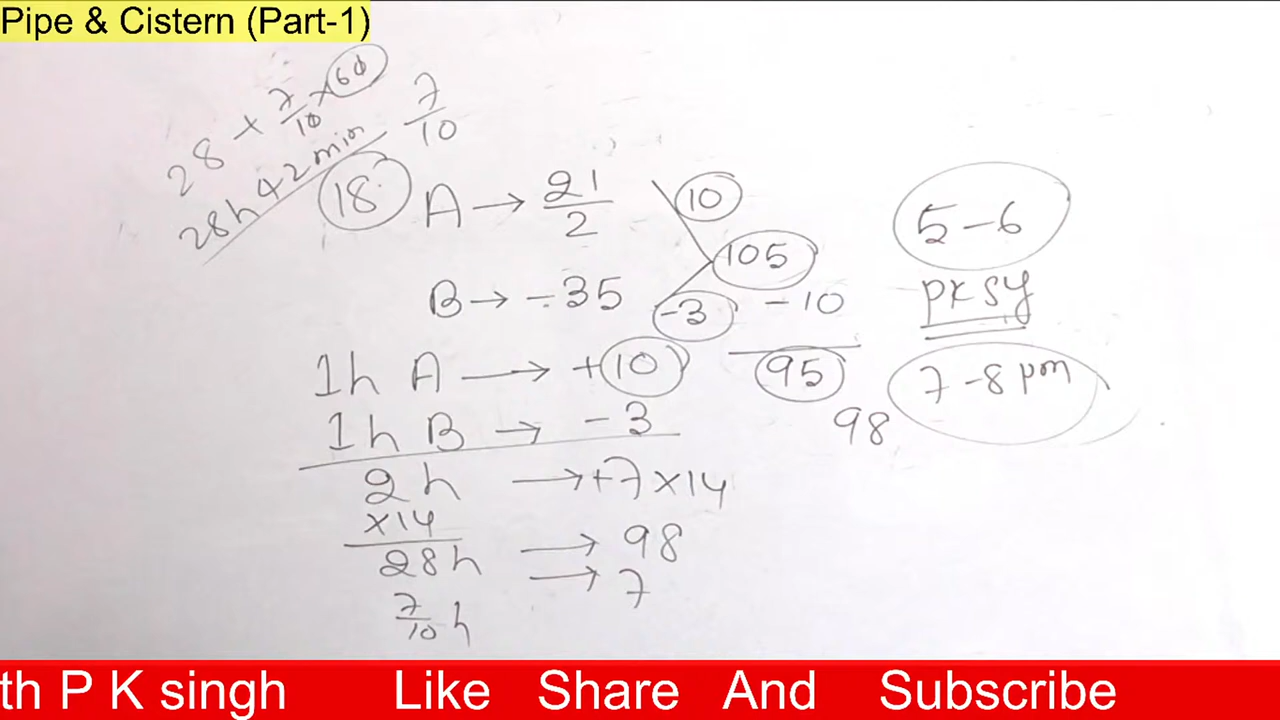 Pipe & Cistern (Part-1)
28 + 7/10 × 60
28h 42 min
7/10
18
A → 21/2
10
105
B → -35
-3
-10
95
98
1h A → +10
1h B → -3
2h → +7×14
×14
28h → 98
7/10 h → 7
5-6
PKSY
7-8 pm
th P K singh Like Share And Subscribe